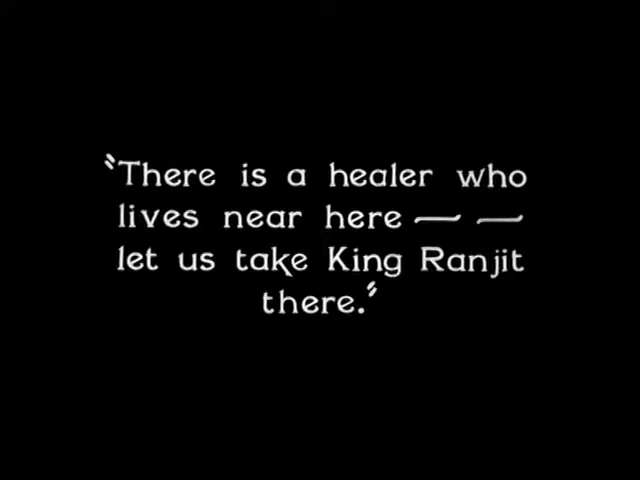 "There is a healer who
lives near here — —
let us take King Ranjit
there."